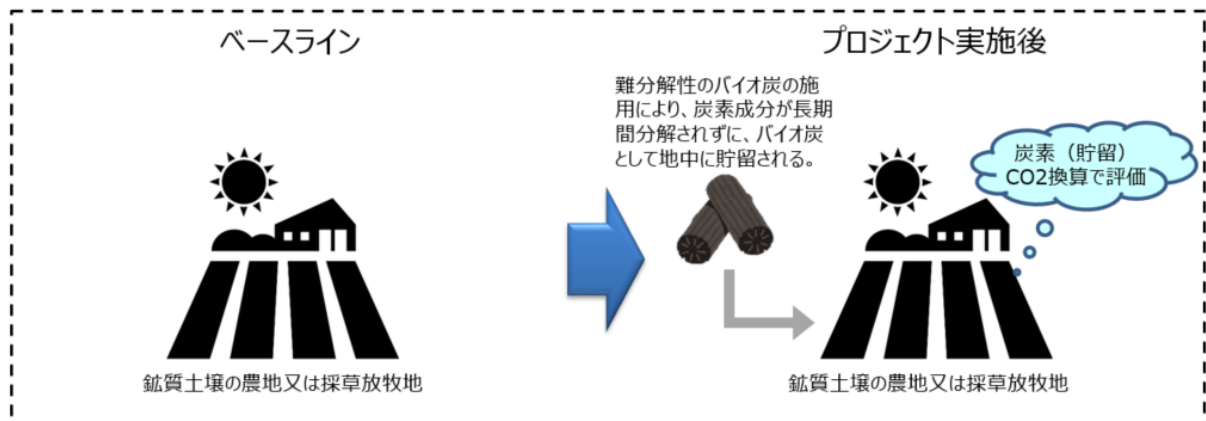 ベースライン
プロジェクト実施後
難分解性のバイオ炭の施
用により、炭素成分が長期
間分解されずに、バイオ炭
として地中に貯留される。
炭素（貯留）
CO2換算で評価
鉱質土壌の農地又は採草放牧地
鉱質土壌の農地又は採草放牧地